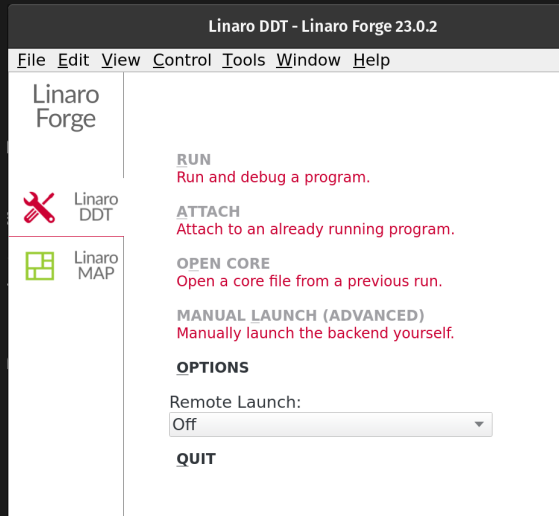 Linaro DDT - Linaro Forge 23.0.2
File Edit View Control Tools Window Help
Linaro
Forge
Linaro
DDT
Linaro
MAP
RUN
Run and debug a program.
ATTACH
Attach to an already running program.
OPEN CORE
Open a core file from a previous run.
MANUAL LAUNCH (ADVANCED)
Manually launch the backend yourself.
OPTIONS
Remote Launch:
Off
QUIT